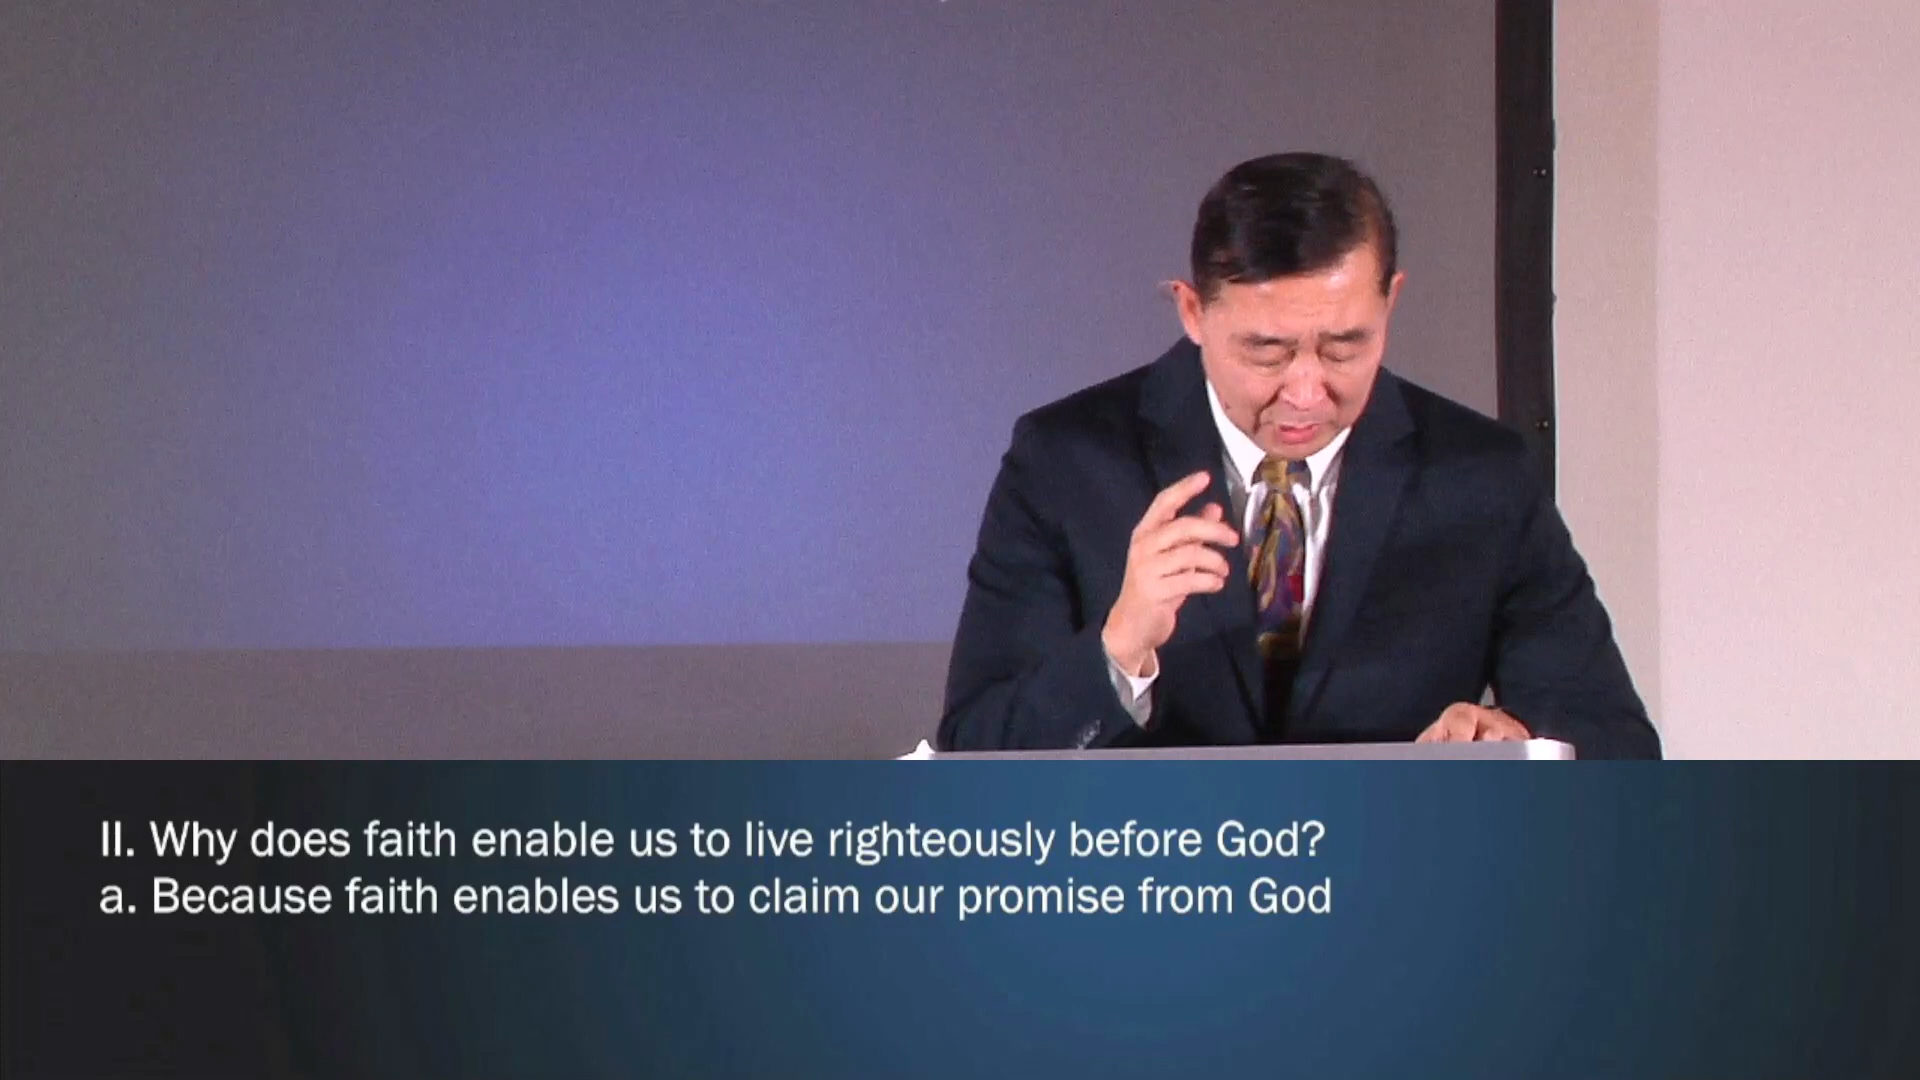 II. Why does faith enable us to live righteously before God?
a. Because faith enables us to claim our promise from God